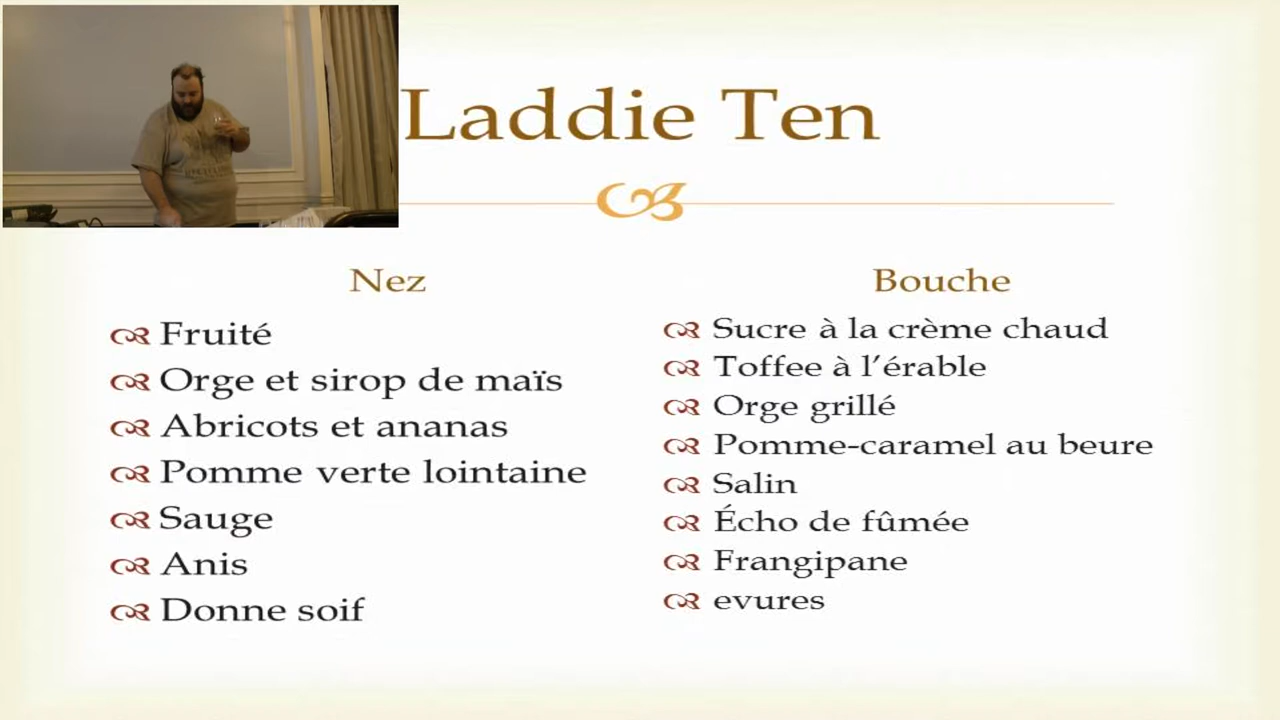 Laddie Ten
Nez
Fruité
Orge et sirop de maïs
Abricots et ananas
Pomme verte lointaine
Sauge
Anis
Donne soif
Bouche
Sucre à la crème chaud
Toffee à l’érable
Orge grillé
Pomme-caramel au beure
Salin
Écho de fûmée
Frangipane
evures